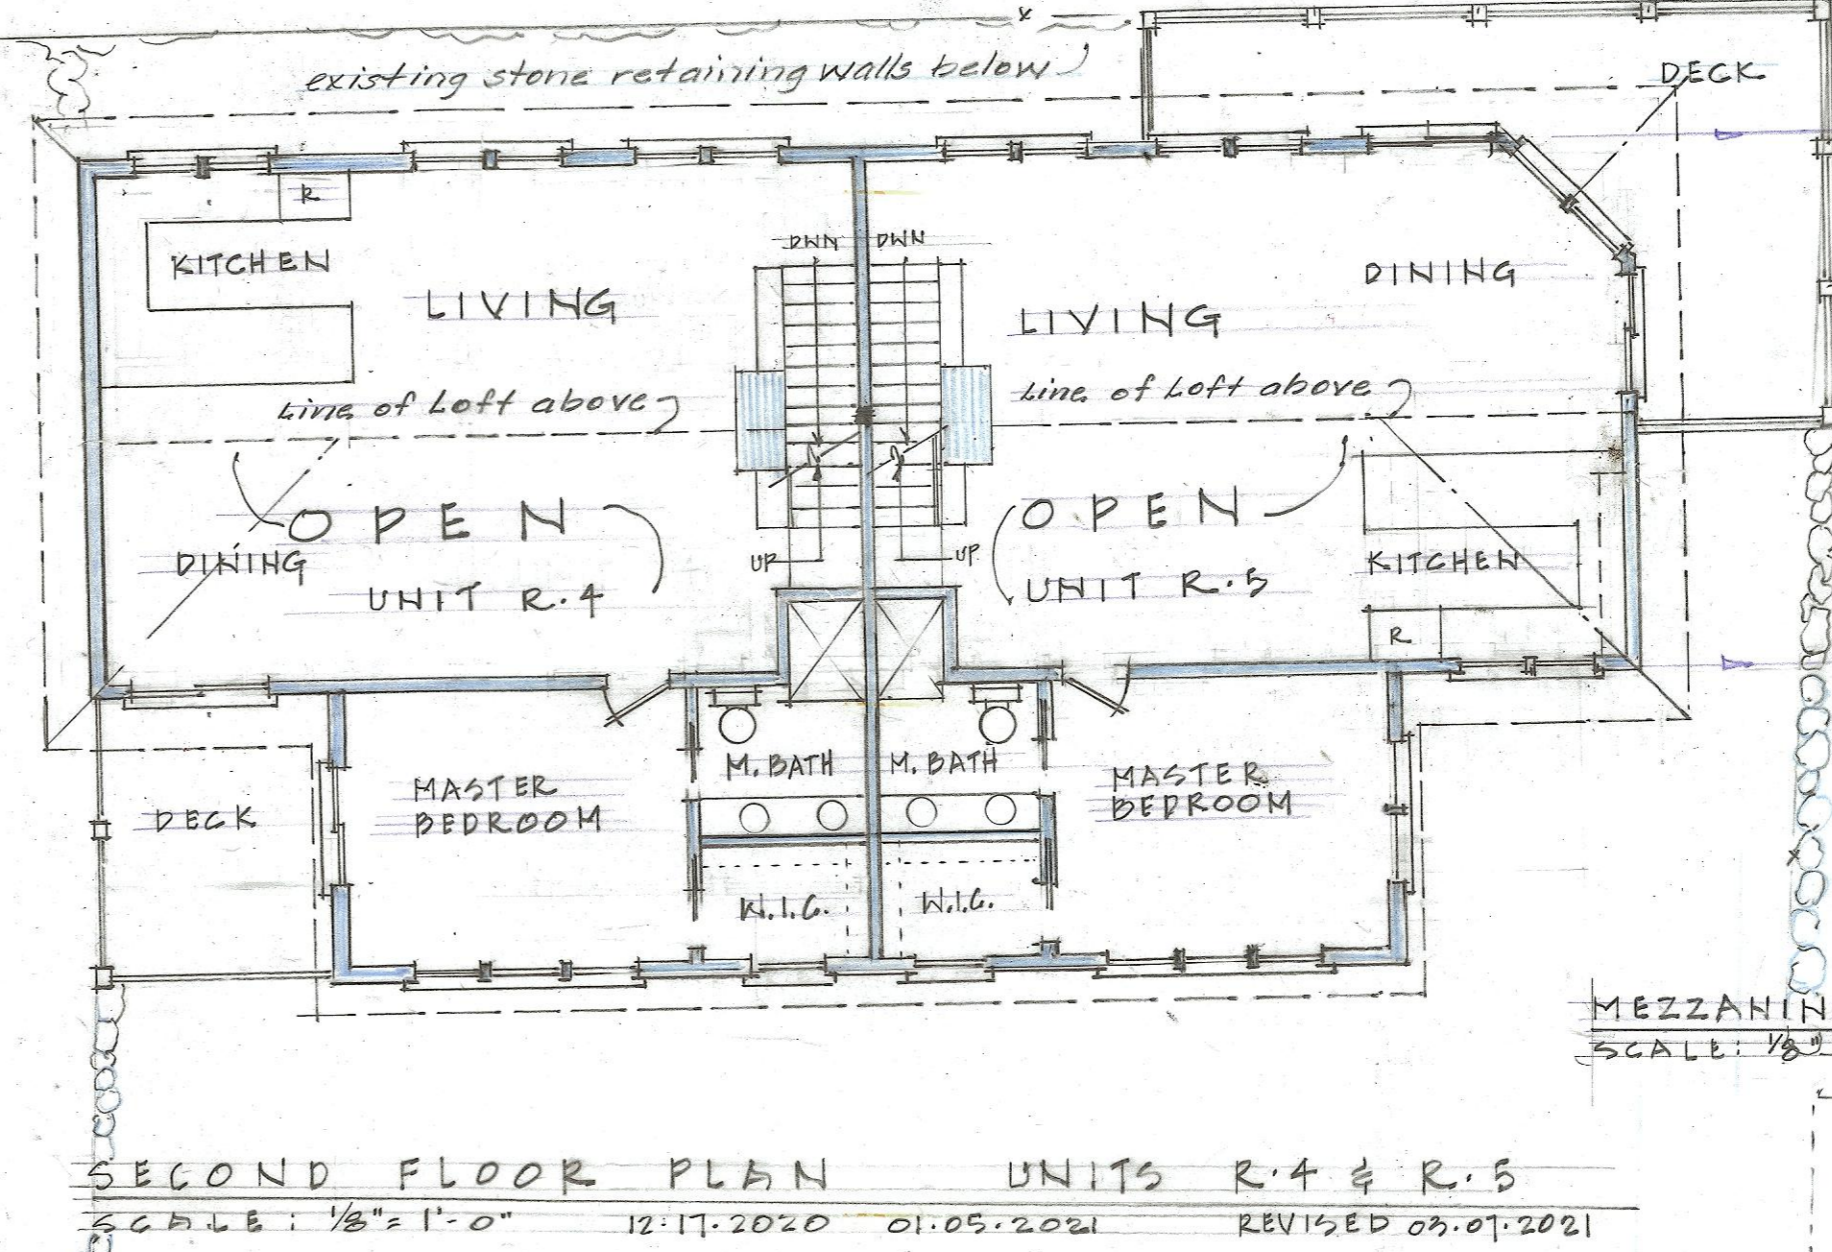 existing stone retaining walls below
DECK
R
KITCHEN
LIVING
DWN
DWN
LIVING
DINING
Line of Loft above
Line of Loft above
OPEN
OPEN
DINING
UNIT R.4
UP
UP
UNIT R.5
KITCHEN
R
MASTER
BEDROOM
M. BATH
M. BATH
MASTER
BEDROOM
DECK
W.I.C.
W.I.C.
MEZZANIN
SCALE: 1/8"
SECOND FLOOR PLAN UNITS R.4 & R.5
SCALE: 1/8" = 1'-0" 12.17.2020 01.05.2021 REVISED 03.07.2021